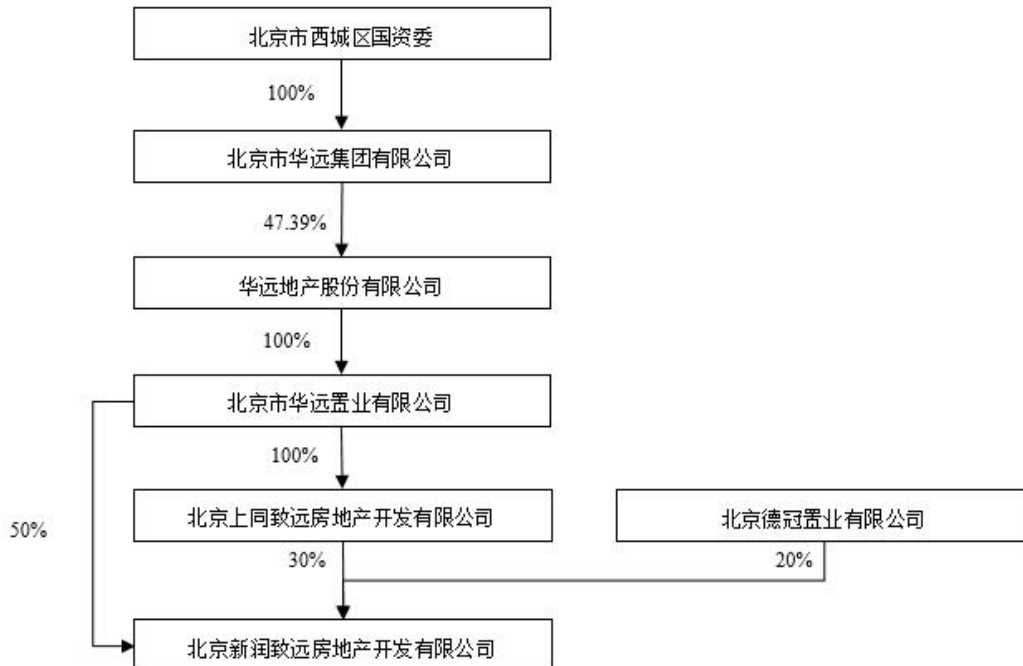 北京市西城区国资委
100%
北京市华远集团有限公司
47.39%
华远地产股份有限公司
100%
北京市华远置业有限公司
100%
50%
北京上同致远房地产开发有限公司
北京德冠置业有限公司
30%
20%
北京新润致远房地产开发有限公司